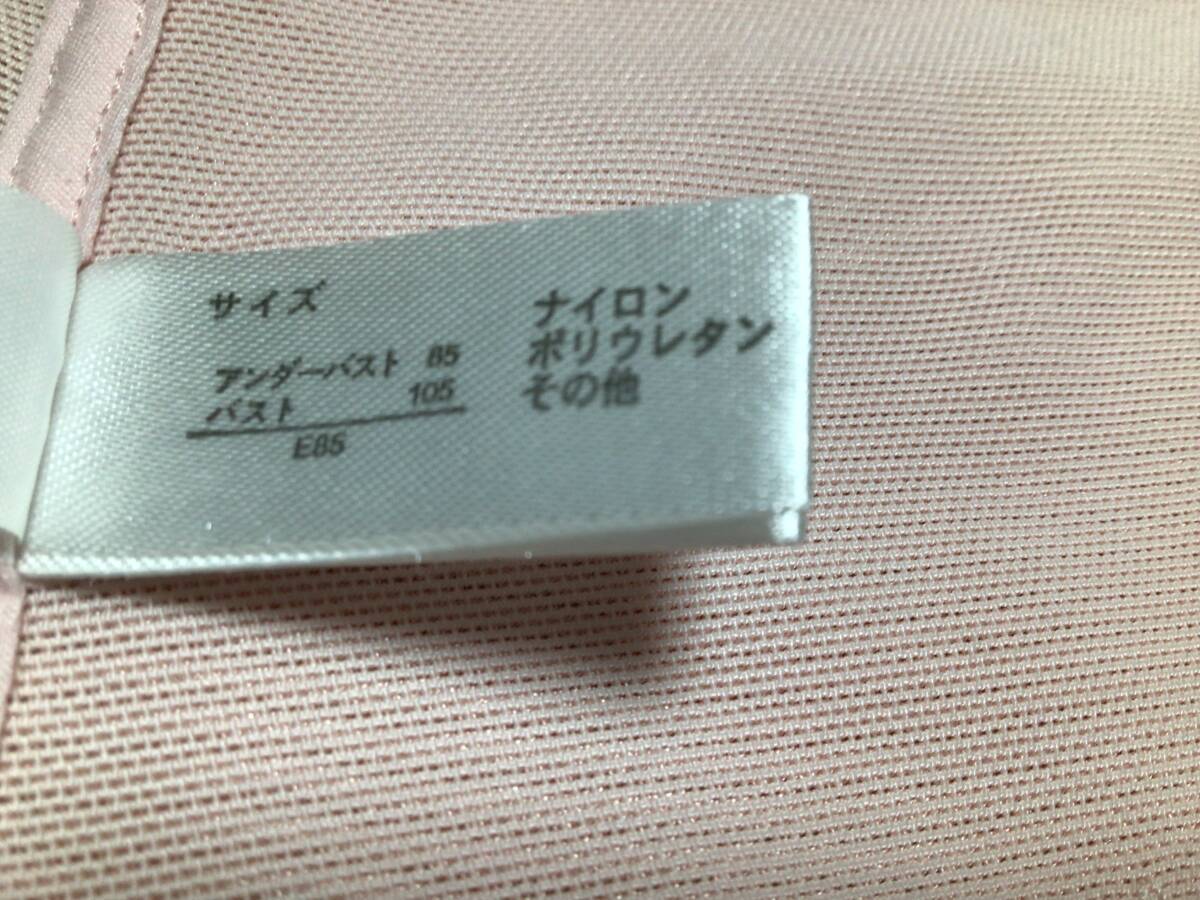 サイズ
アンダーバスト 85
バスト 105
E85
ナイロン
ポリウレタン
その他